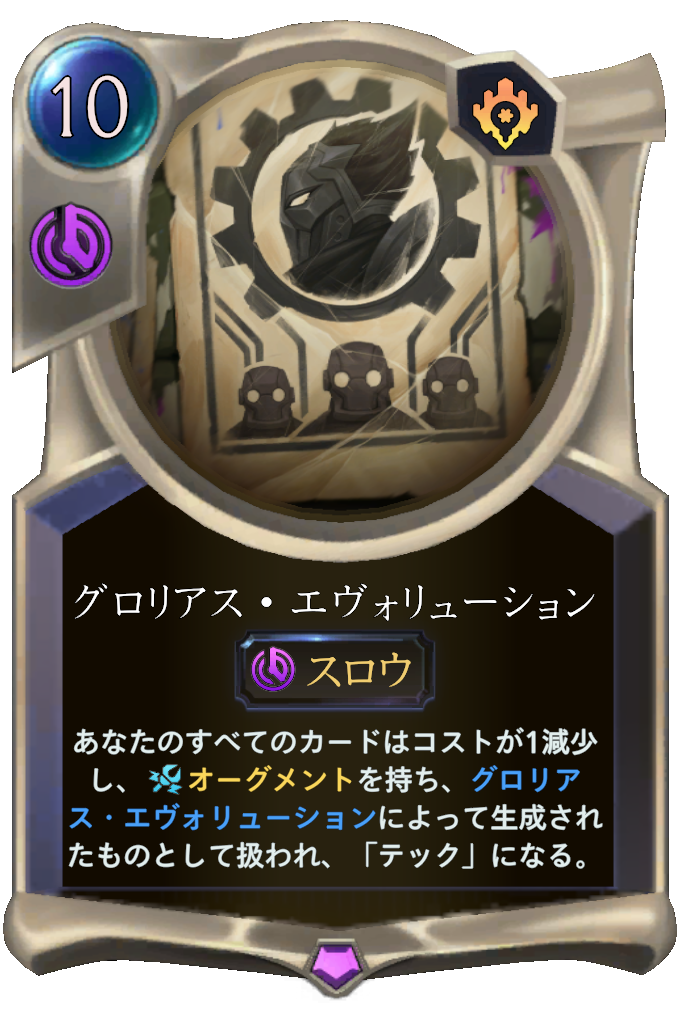 10
グロリアス・エヴォリューション
スロウ
あなたのすべてのカードはコストが1減少
し、オーグメントを持ち、グロリア
ス・エヴォリューションによって生成され
たものとして扱われ、「テック」になる。